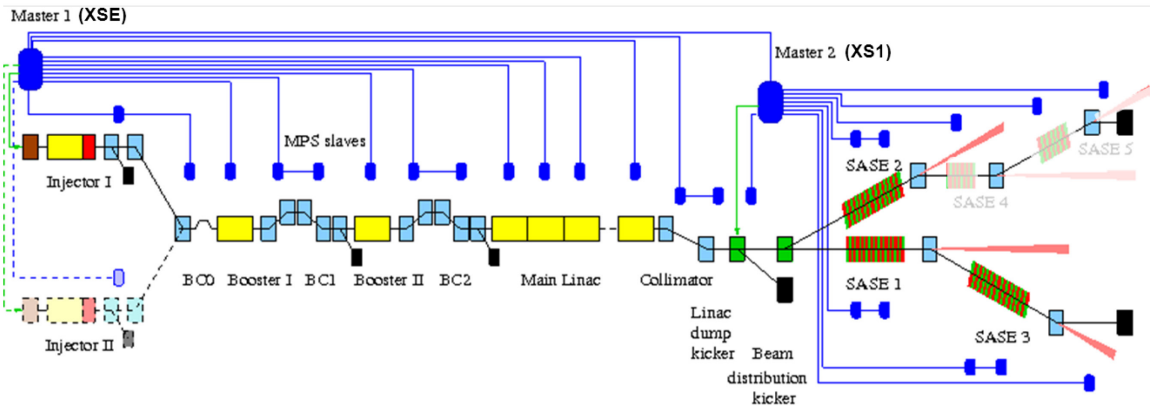 Master 1 (XSE)
Master 2 (XS1)
MPS slaves
Injector I
SASE 2
SASE 5
SASE 4
BC0 Booster I BC1 Booster II BC2 Main Linac Collimator
SASE 1
Injector II
Linac
dump
kicker
Beam
distribution
kicker
SASE 3